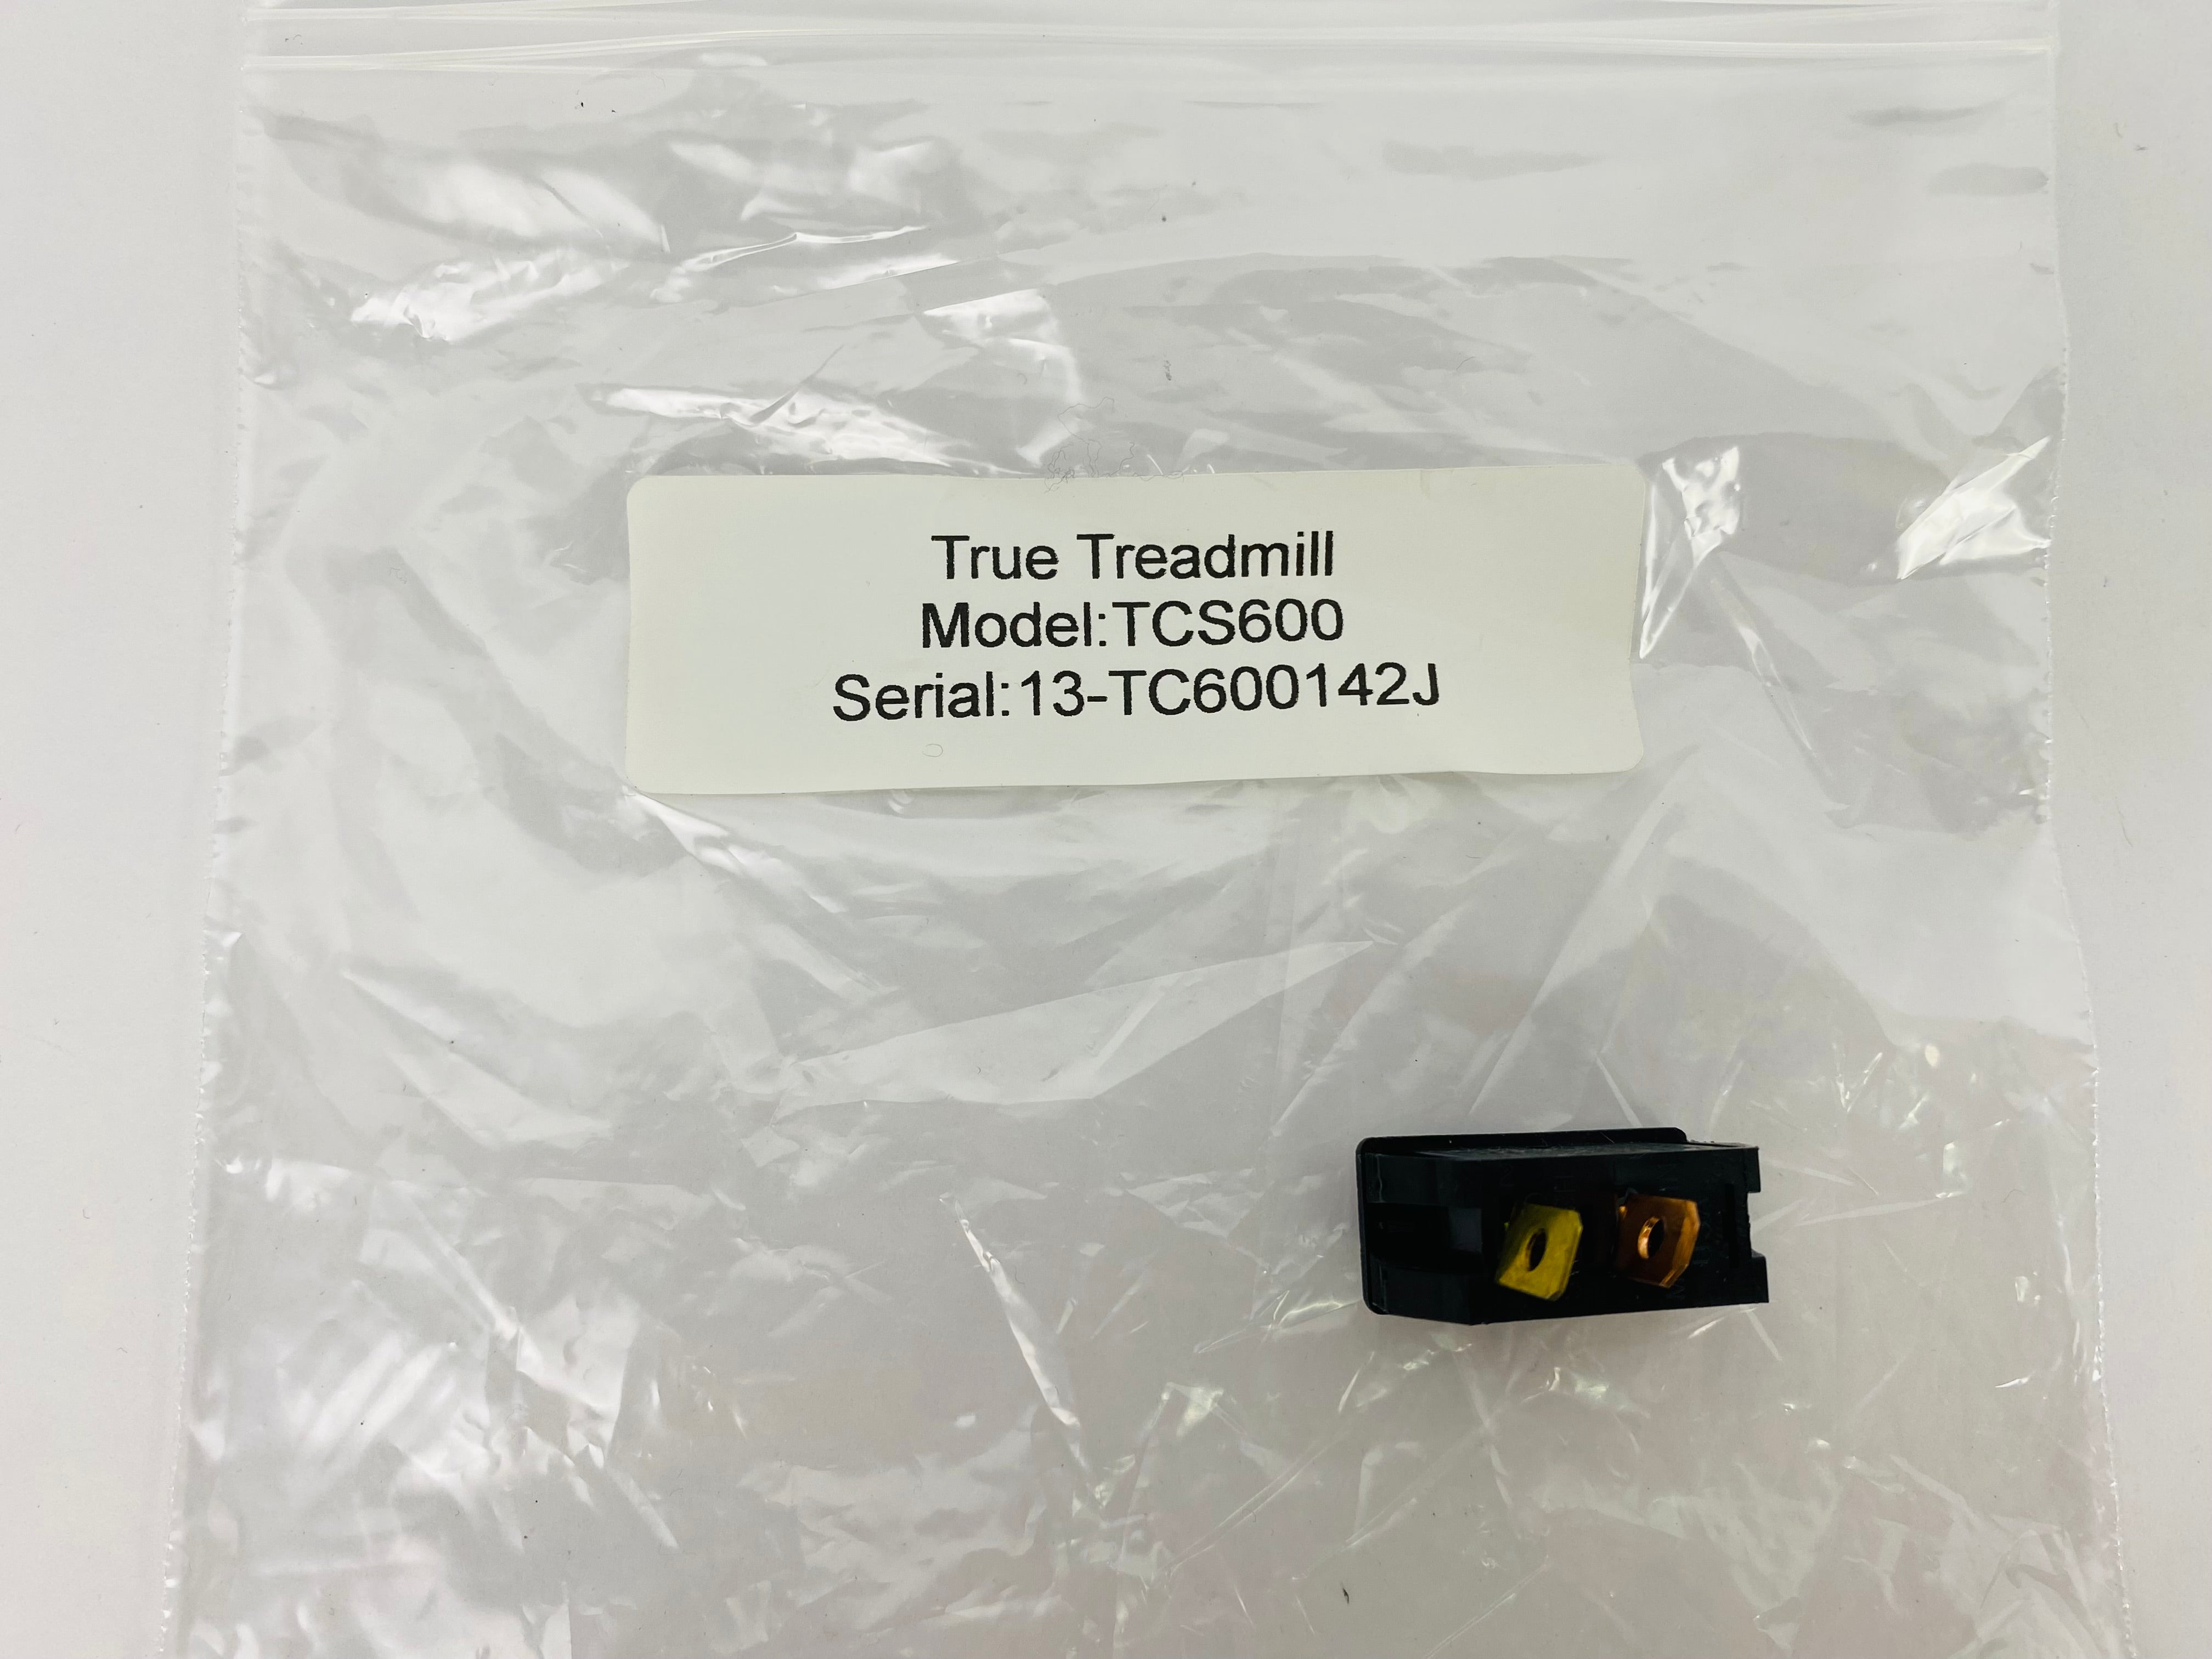 True Treadmill
Model:TCS600
Serial:13-TC600142J